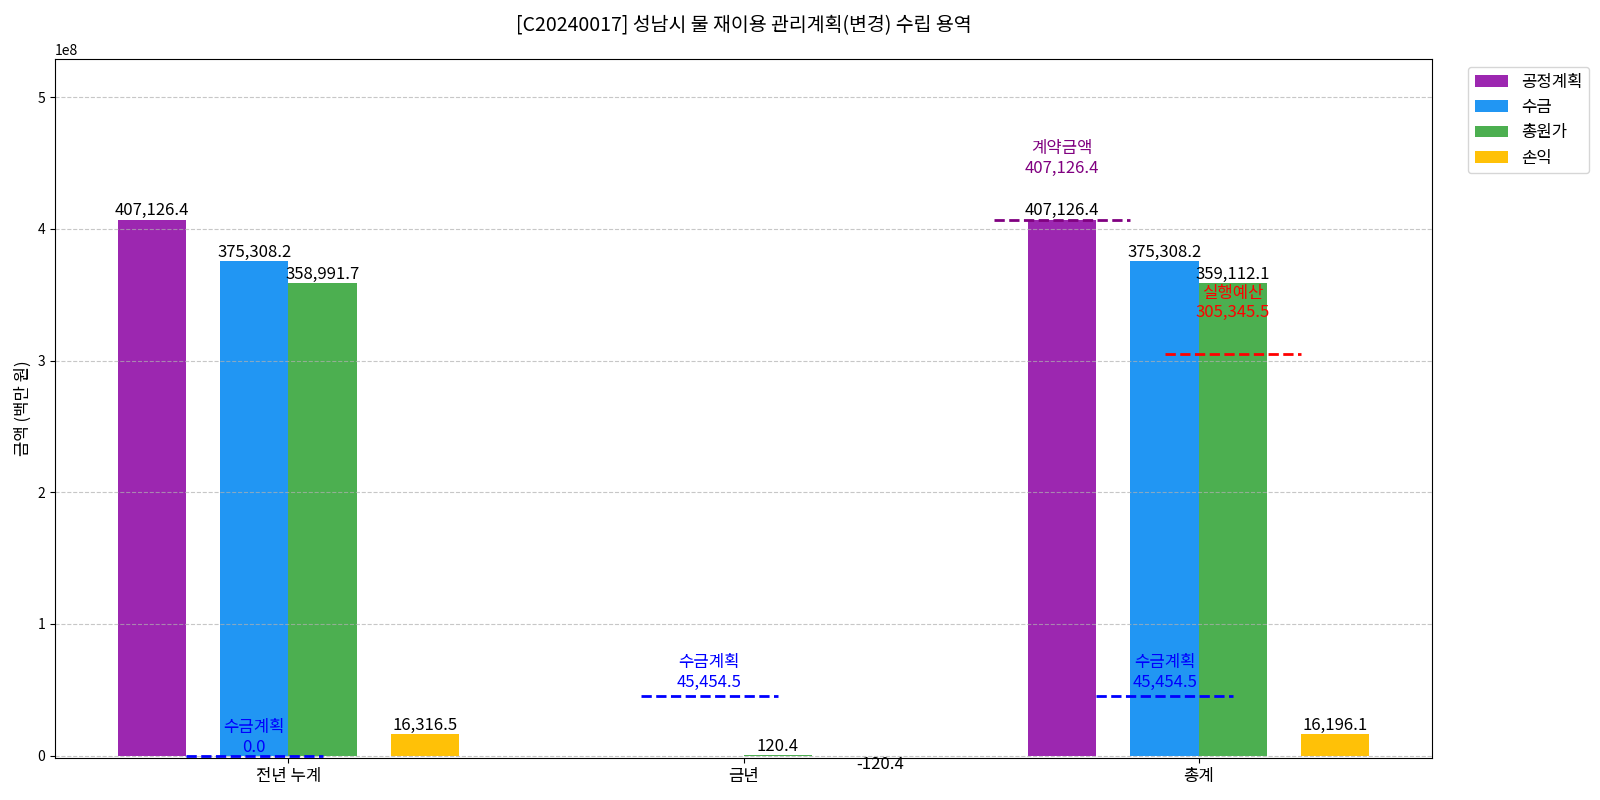 [C20240017] 성남시 물 재이용 관리계획(변경) 수립 용역
1e8
금액 (백만 원)
5
4
3
2
1
0
407,126.4
375,308.2
358,991.7
수금계획
0.0
16,316.5
수금계획
45,454.5
120.4
-120.4
계약금액
407,126.4
407,126.4
375,308.2
359,112.1
실행예산
305,345.5
수금계획
45,454.5
16,196.1
전년 누계
금년
총계
공정계획
수금
총원가
손익